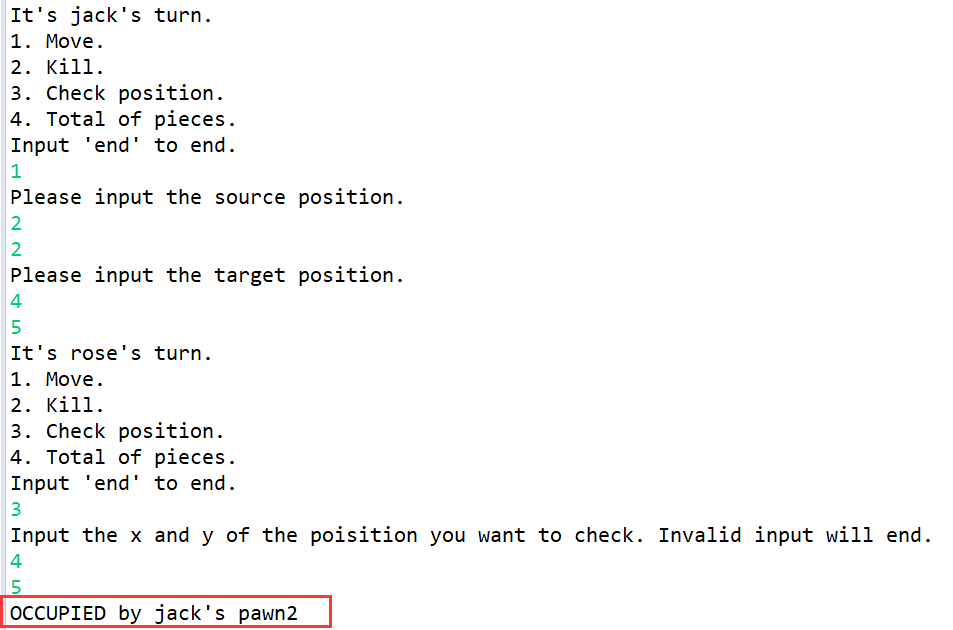 It's jack's turn.
1. Move.
2. Kill.
3. Check position.
4. Total of pieces.
Input 'end' to end.
1
Please input the source position.
2
2
Please input the target position.
4
5
It's rose's turn.
1. Move.
2. Kill.
3. Check position.
4. Total of pieces.
Input 'end' to end.
3
Input the x and y of the poisition you want to check. Invalid input will end.
4
5
OCCUPIED by jack's pawn2